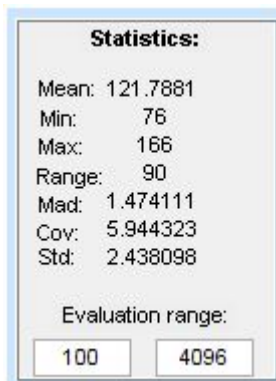 Statistics:
Mean: 121.7881
Min: 76
Max: 166
Range: 90
Mad: 1.474111
Cov: 5.944323
Std: 2.438098
Evaluation range:
100 4096